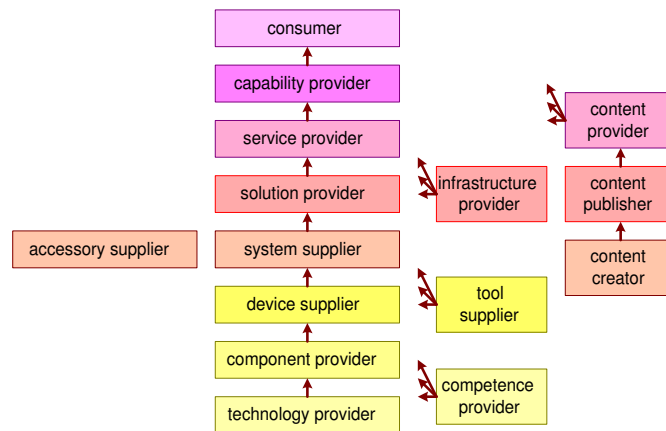 consumer
capability provider
service provider
solution provider
system supplier
device supplier
component provider
technology provider
accessory supplier
infrastructure
provider
tool
supplier
competence
provider
content
provider
content
publisher
content
creator